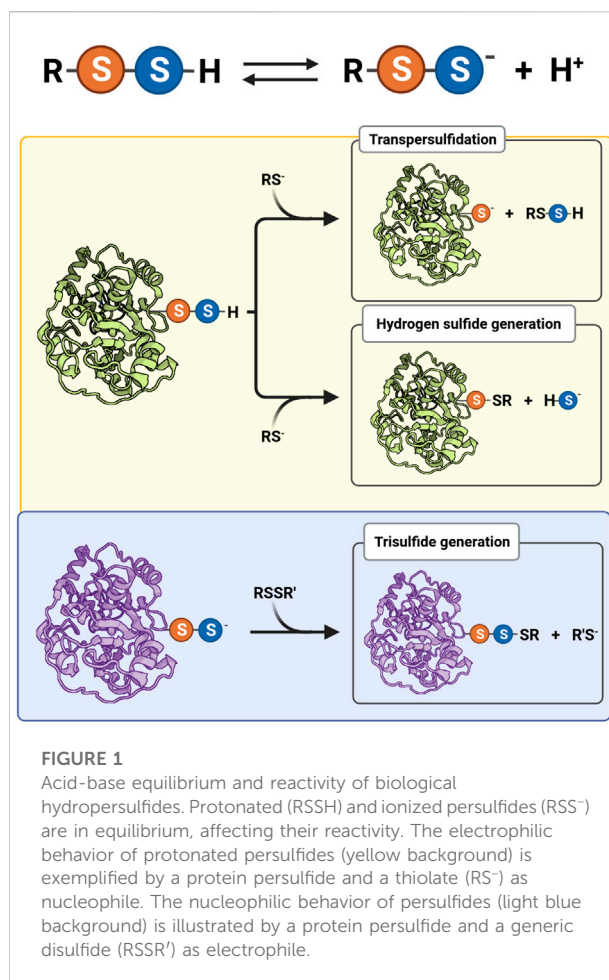 R-S-S-H ⇌ R-S-S⁻ + H⁺
Transpersulfidation
RS⁻
S⁻ + RS-S-H
S-S-H
Hydrogen sulfide generation
S-SR + H-S⁻
RS⁻
Trisulfide generation
RSSR'
S-S⁻
S-S-SR + R'S⁻
FIGURE 1
Acid-base equilibrium and reactivity of biological
hydropersulfides. Protonated (RSSH) and ionized persulfides (RSS⁻)
are in equilibrium, affecting their reactivity. The electrophilic
behavior of protonated persulfides (yellow background) is
exemplified by a protein persulfide and a thiolate (RS⁻) as
nucleophile. The nucleophilic behavior of persulfides (light blue
background) is illustrated by a protein persulfide and a generic
disulfide (RSSR′) as electrophile.